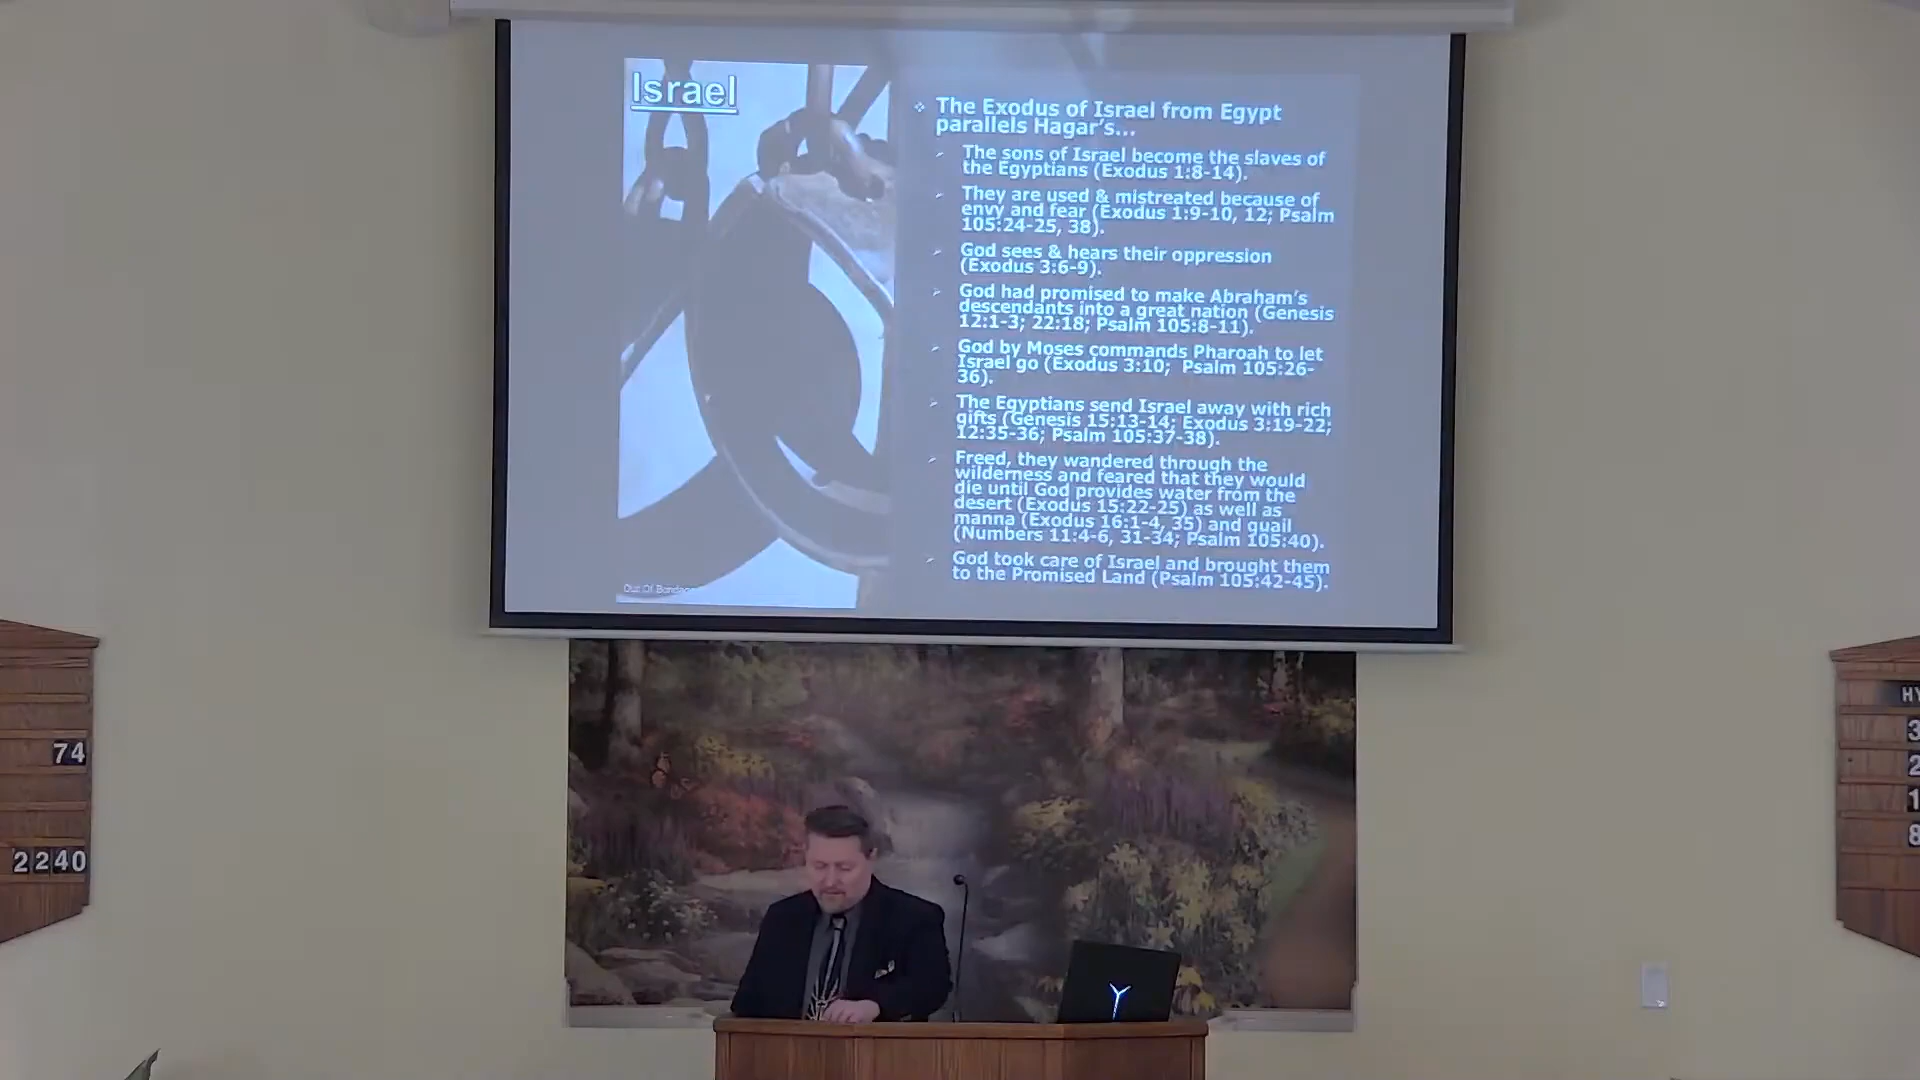 Israel
The Exodus of Israel from Egypt
parallels Hagar's...
The sons of Israel become the slaves of
the Egyptians (Exodus 1:8-14).
They are used & mistreated because of
envy and fear (Exodus 1:9-10, 12; Psalm
105:24-25, 38).
God sees & hears their oppression
(Exodus 3:6-9).
God had promised to make Abraham's
descendants into a great nation (Genesis
12:1-3; 22:18; Psalm 105:8-11).
God by Moses commands Pharoah to let
Israel go (Exodus 3:10; Psalm 105:26-
36).
The Egyptians send Israel away with rich
gifts (Genesis 15:13-14; Exodus 3:19-22;
12:35-36; Psalm 105:37-38).
Freed, they wandered through the
wilderness and feared that they would
die until God provides water from the
desert (Exodus 15:22-25) as well as
manna (Exodus 16:1-4, 35) and quail
(Numbers 11:4-6, 31-34; Psalm 105:40).
God took care of Israel and brought them
to the Promised Land (Psalm 105:42-45).
Out Of Bondage
74
2240
HY
3
2
1
8